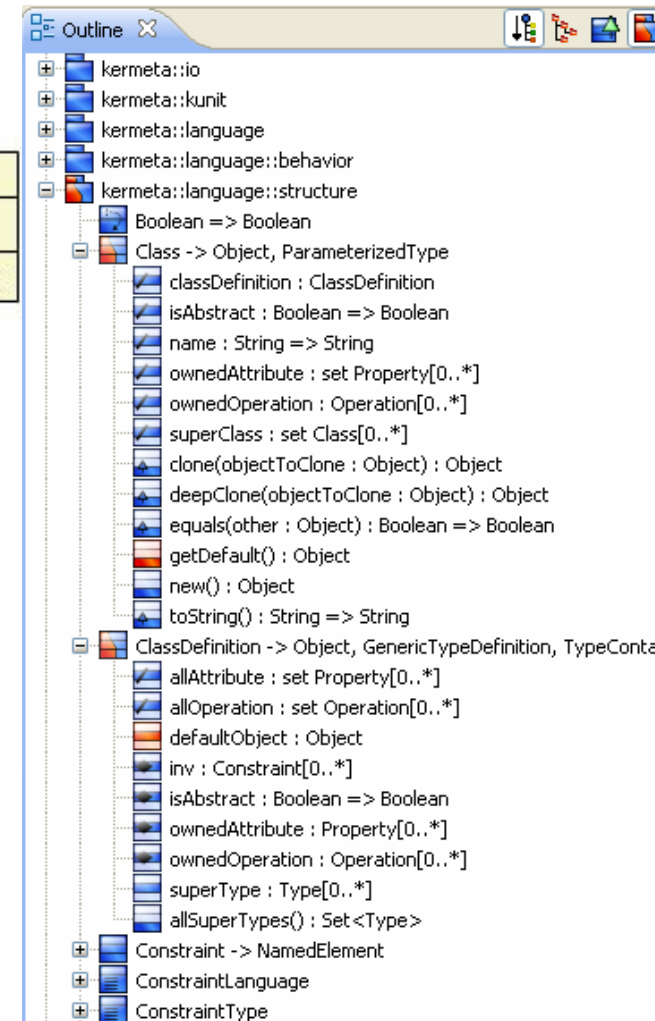 Outline
kermeta::io
kermeta::kunit
kermeta::language
kermeta::language::behavior
kermeta::language::structure
Boolean => Boolean
Class -> Object, ParameterizedType
classDefinition : ClassDefinition
isAbstract : Boolean => Boolean
name : String => String
ownedAttribute : set Property[0..*]
ownedOperation : Operation[0..*]
superClass : set Class[0..*]
clone(objectToClone : Object) : Object
deepClone(objectToClone : Object) : Object
equals(other : Object) : Boolean => Boolean
getDefault() : Object
new() : Object
toString() : String => String
ClassDefinition -> Object, GenericTypeDefinition, TypeConta
allAttribute : set Property[0..*]
allOperation : set Operation[0..*]
defaultObject : Object
inv : Constraint[0..*]
isAbstract : Boolean => Boolean
ownedAttribute : Property[0..*]
ownedOperation : Operation[0..*]
superType : Type[0..*]
allSuperTypes() : Set<Type>
Constraint -> NamedElement
ConstraintLanguage
ConstraintType